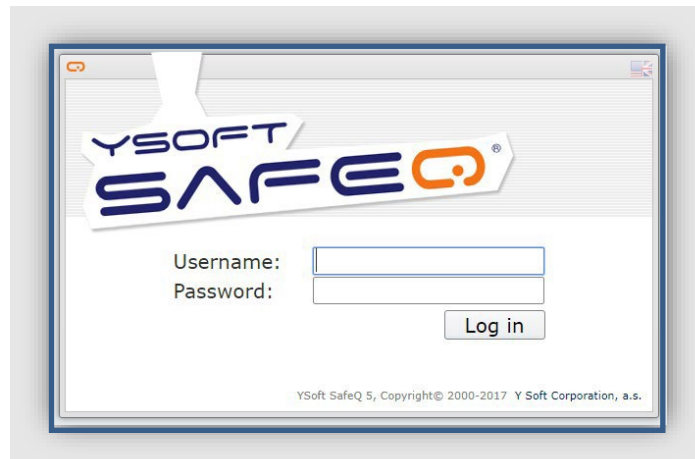 YSOFT
SAFEQ®
Username:
Password:
Log in
YSoft SafeQ 5, Copyright© 2000-2017 Y Soft Corporation, a.s.